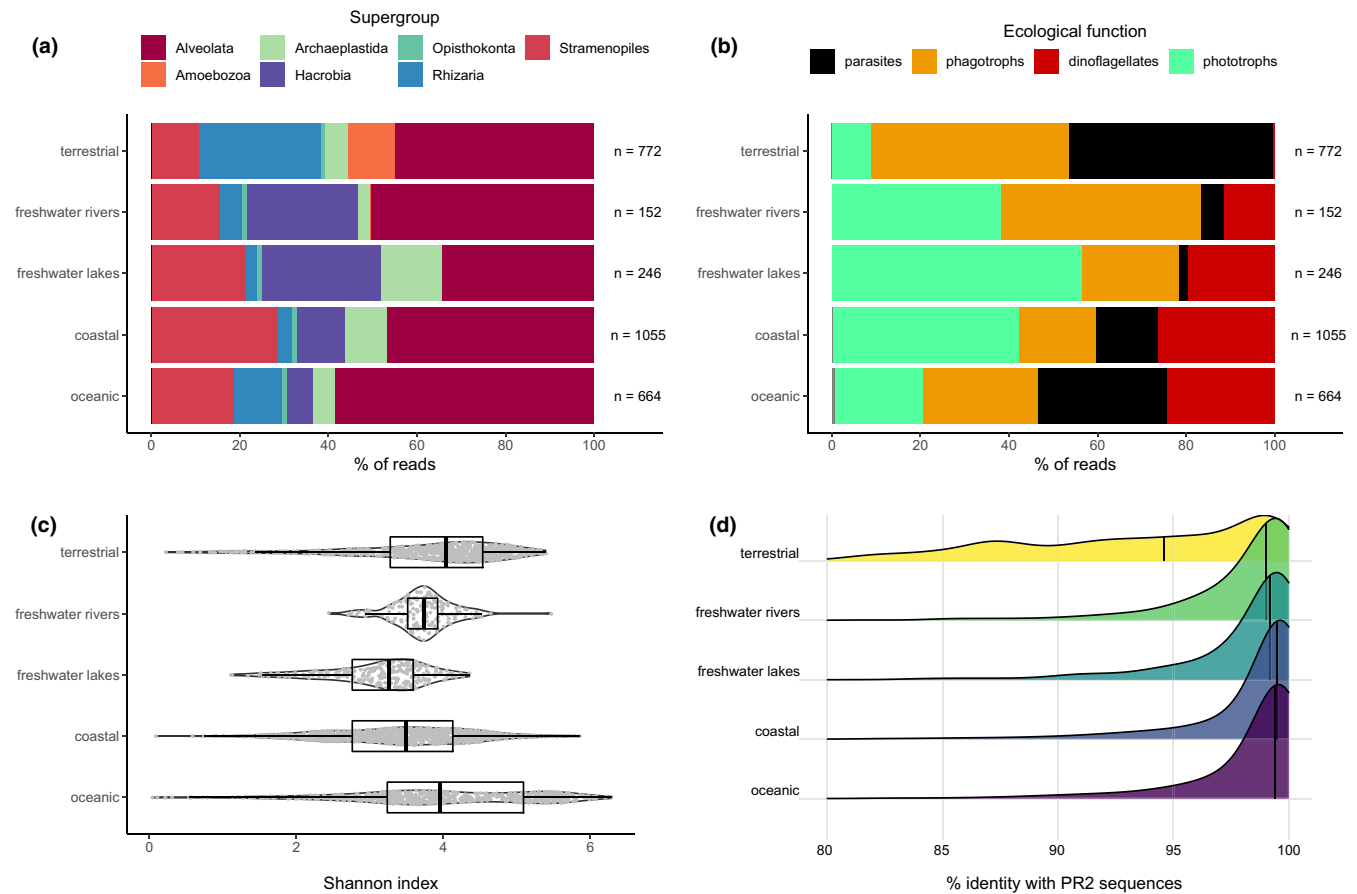 (a)
Supergroup
Alveolata Archaeplastida Opisthokonta Stramenopiles
Amoebozoa Hacrobia Rhizaria
terrestrial n = 772
freshwater rivers n = 152
freshwater lakes n = 246
coastal n = 1055
oceanic n = 664
0 20 40 60 80 100
% of reads
(b)
Ecological function
parasites phagotrophs dinoflagellates phototrophs
terrestrial n = 772
freshwater rivers n = 152
freshwater lakes n = 246
coastal n = 1055
oceanic n = 664
0 20 40 60 80 100
% of reads
(c)
terrestrial
freshwater rivers
freshwater lakes
coastal
oceanic
0 2 4 6
Shannon index
(d)
terrestrial
freshwater rivers
freshwater lakes
coastal
oceanic
80 85 90 95 100
% identity with PR2 sequences